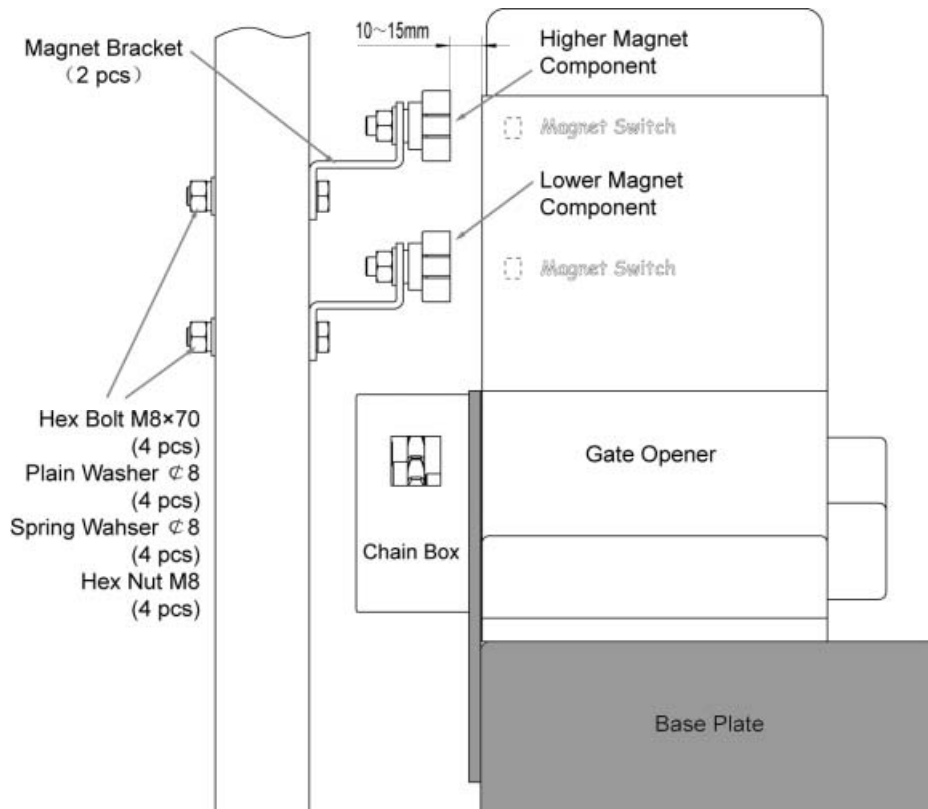 10~15mm
Magnet Bracket
（2 pcs）
Higher Magnet
Component
Magnet Switch
Lower Magnet
Component
Magnet Switch
Hex Bolt M8×70
(4 pcs)
Plain Washer ₵8
(4 pcs)
Spring Wahser ₵8
(4 pcs)
Hex Nut M8
(4 pcs)
Gate Opener
Chain Box
Base Plate